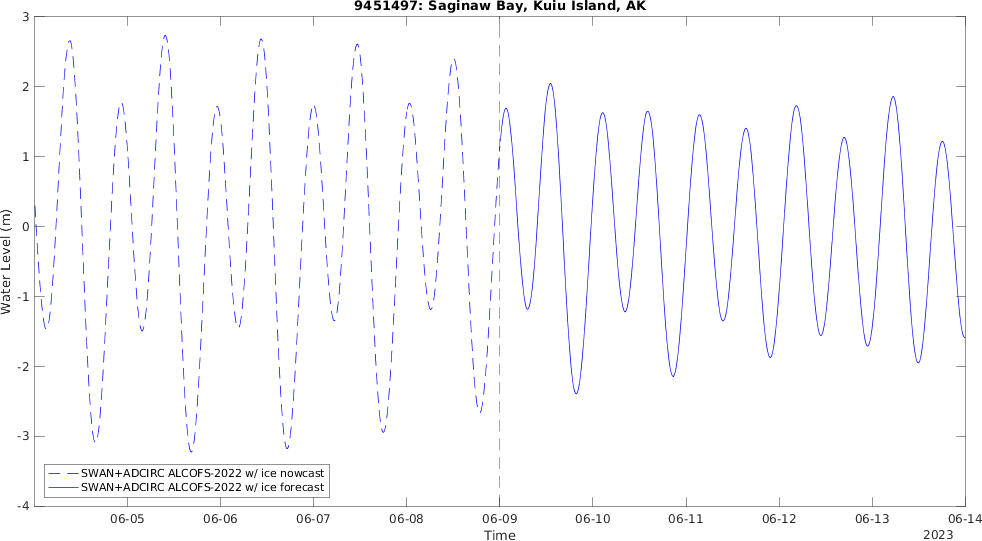 9451497: Saginaw Bay, Kuiu Island, AK
3
2
1
0
-1
-2
-3
-4
Water Level (m)
SWAN+ADCIRC ALCOFS-2022 w/ ice nowcast
SWAN+ADCIRC ALCOFS-2022 w/ ice forecast
06-05 06-06 06-07 06-08 06-09 06-10 06-11 06-12 06-13 06-14
Time
2023